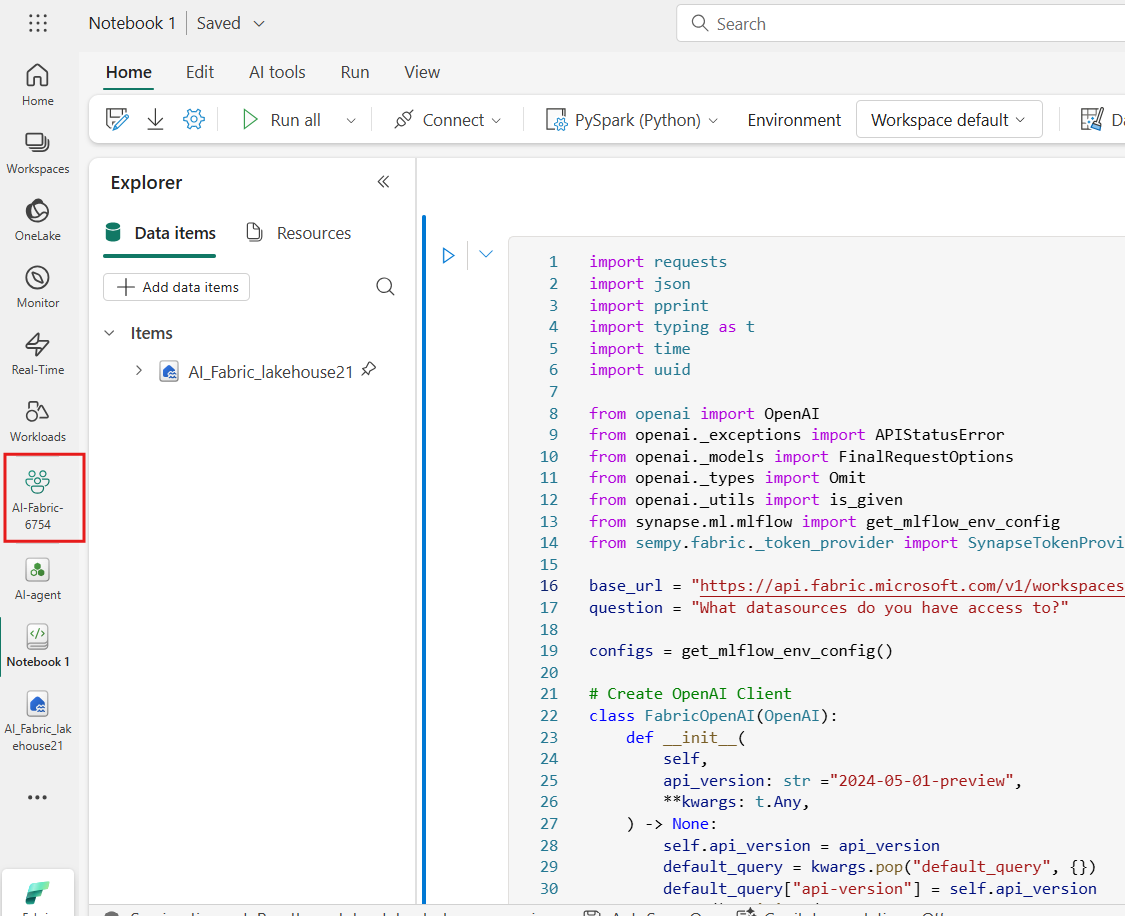 Notebook 1 Saved
Search
Home Edit AI tools Run View
Run all Connect PySpark (Python) Environment Workspace default
Home
Workspaces
OneLake
Monitor
Real-Time
Workloads
AI-Fabric-
6754
AI-agent
Notebook 1
AI_Fabric_lak
ehouse21
Explorer
Data items Resources
Add data items
Items
AI_Fabric_lakehouse21
1 import requests
2 import json
3 import pprint
4 import typing as t
5 import time
6 import uuid
7
8 from openai import OpenAI
9 from openai._exceptions import APIStatusError
10 from openai._models import FinalRequestOptions
11 from openai._types import Omit
12 from openai._utils import is_given
13 from synapse.ml.mlflow import get_mlflow_env_config
14 from sempy.fabric._token_provider import SynapseTokenProvi
15
16 base_url = "https://api.fabric.microsoft.com/v1/workspaces
17 question = "What datasources do you have access to?"
18
19 configs = get_mlflow_env_config()
20
21 # Create OpenAI Client
22 class FabricOpenAI(OpenAI):
23 def __init__(
24 self,
25 api_version: str ="2024-05-01-preview",
26 **kwargs: t.Any,
27 ) -> None:
28 self.api_version = api_version
29 default_query = kwargs.pop("default_query", {})
30 default_query["api-version"] = self.api_version